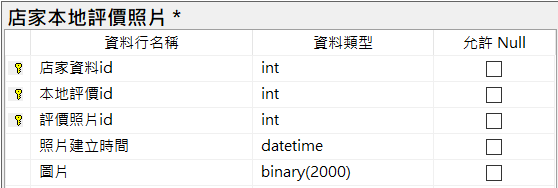 店家本地評價照片 *
資料行名稱 資料類型 允許 Null
店家資料id int
本地評價id int
評價照片id int
照片建立時間 datetime
圖片 binary(2000)